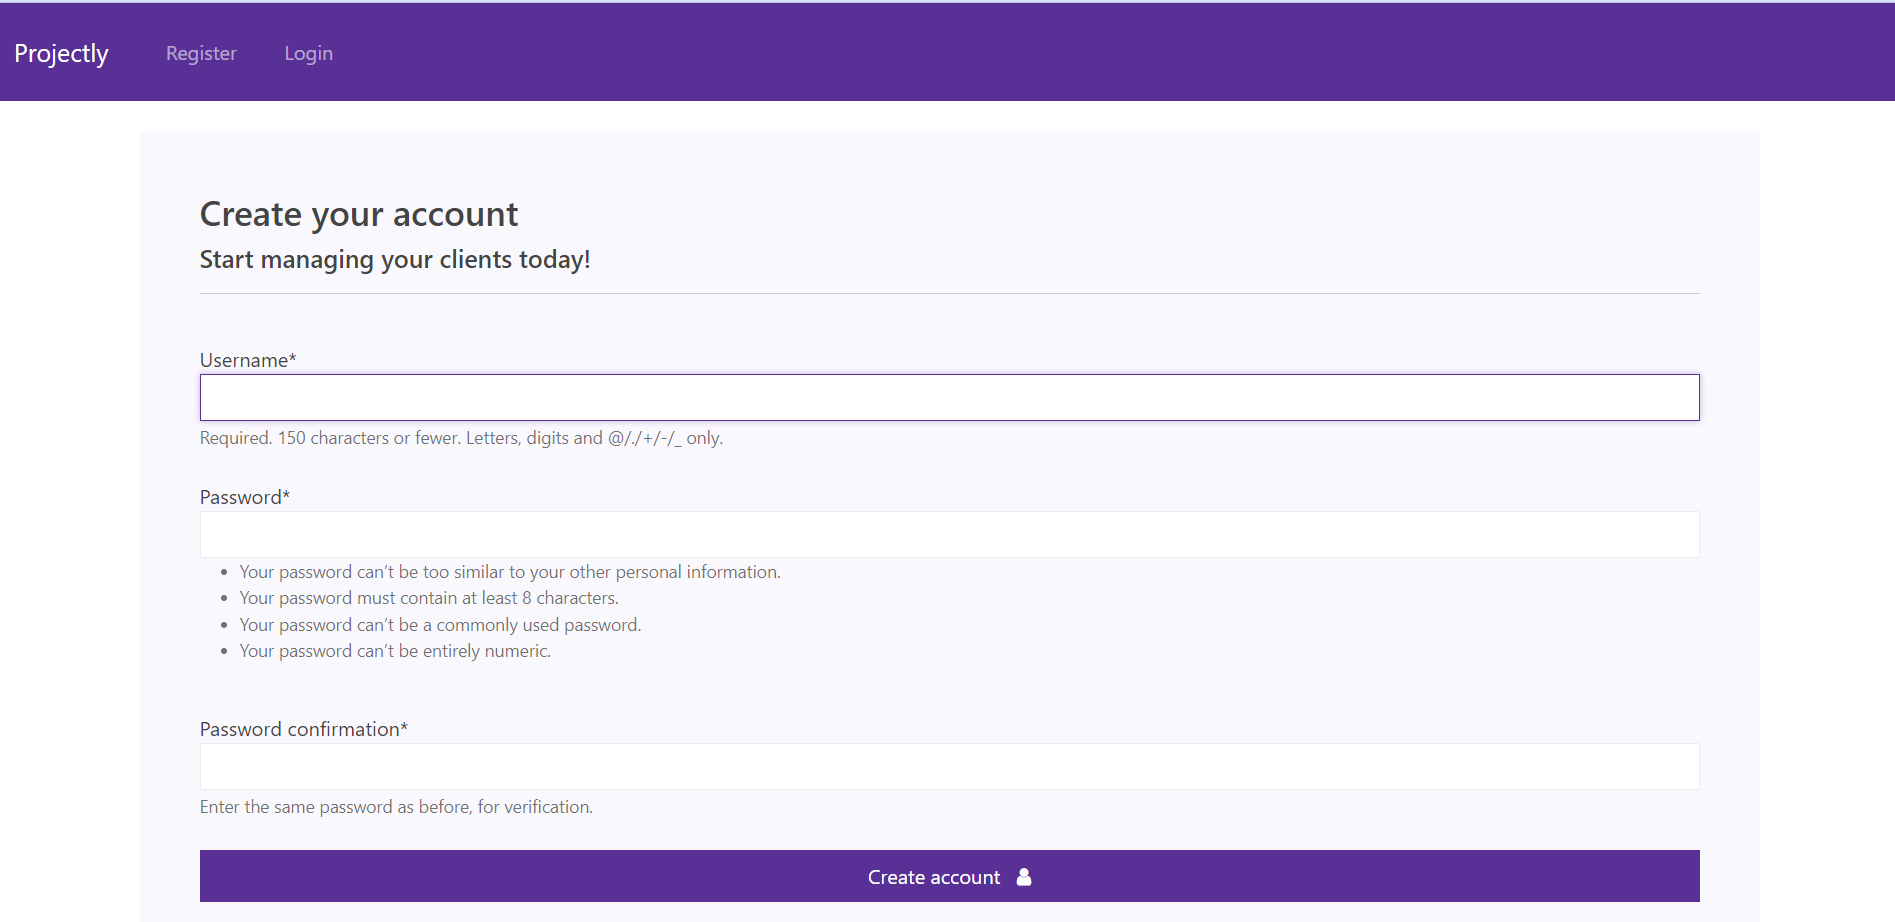 Projectly Register Login
Create your account
Start managing your clients today!
Username*
Required. 150 characters or fewer. Letters, digits and @/./+/-/_ only.
Password*
• Your password can’t be too similar to your other personal information.
• Your password must contain at least 8 characters.
• Your password can’t be a commonly used password.
• Your password can’t be entirely numeric.
Password confirmation*
Enter the same password as before, for verification.
Create account